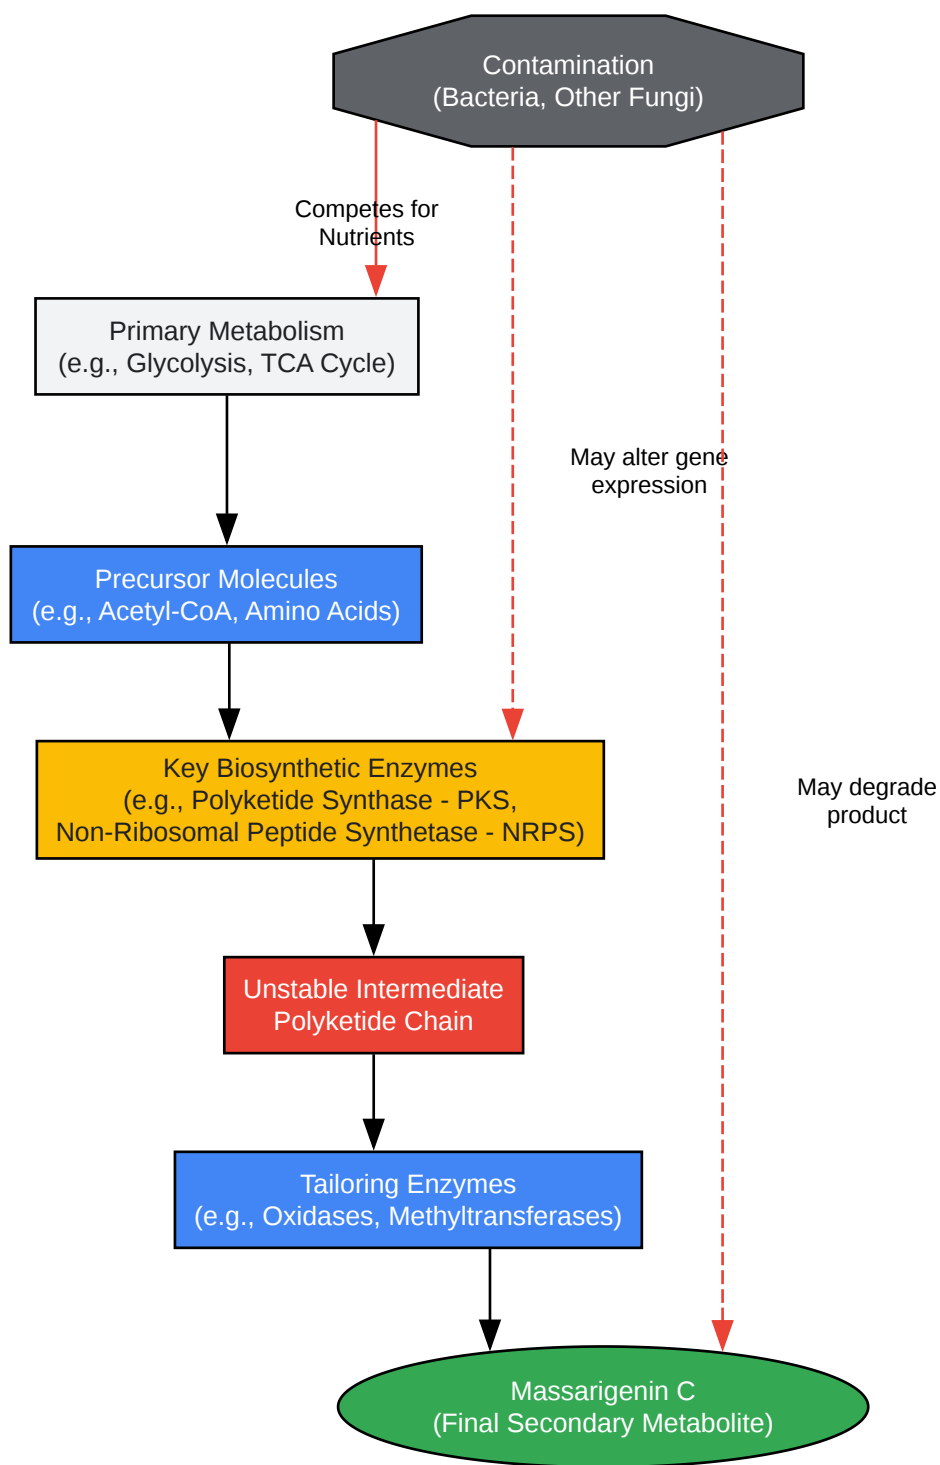 Contamination
(Bacteria, Other Fungi)
Competes for
Nutrients
Primary Metabolism
(e.g., Glycolysis, TCA Cycle)
May alter gene
expression
Precursor Molecules
(e.g., Acetyl-CoA, Amino Acids)
Key Biosynthetic Enzymes
(e.g., Polyketide Synthase - PKS,
Non-Ribosomal Peptide Synthetase - NRPS)
May degrade
product
Unstable Intermediate
Polyketide Chain
Tailoring Enzymes
(e.g., Oxidases, Methyltransferases)
Massarigenin C
(Final Secondary Metabolite)